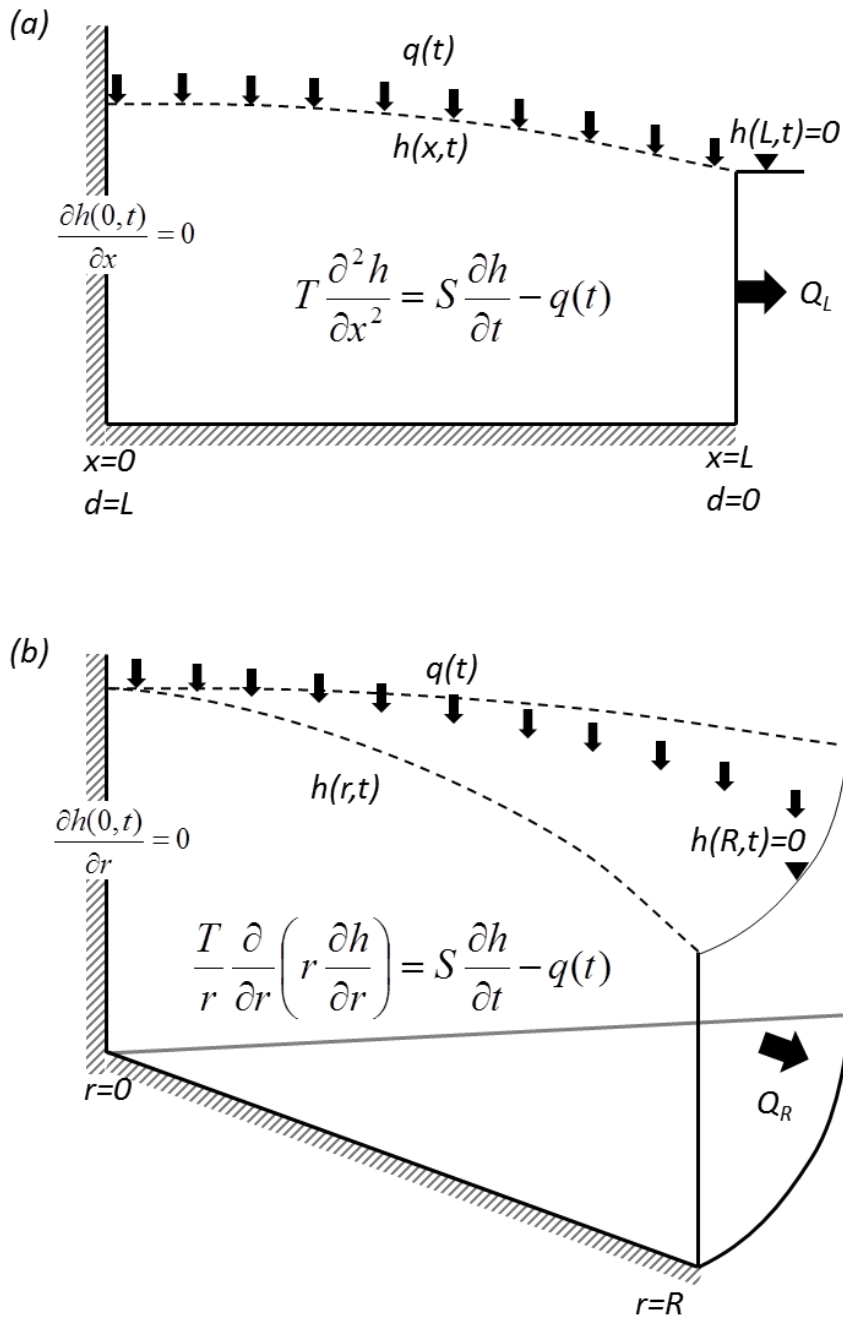 (a)
q(t)
h(L,t)=0
h(x,t)
∂h(0,t)/∂x = 0
T ∂²h/∂x² = S ∂h/∂t − q(t)
Q_L
x=0
x=L
d=L
d=0
(b)
q(t)
h(r,t)
∂h(0,t)/∂r = 0
h(R,t)=0
T/r ∂/∂r (r ∂h/∂r) = S ∂h/∂t − q(t)
r=0
Q_R
r=R